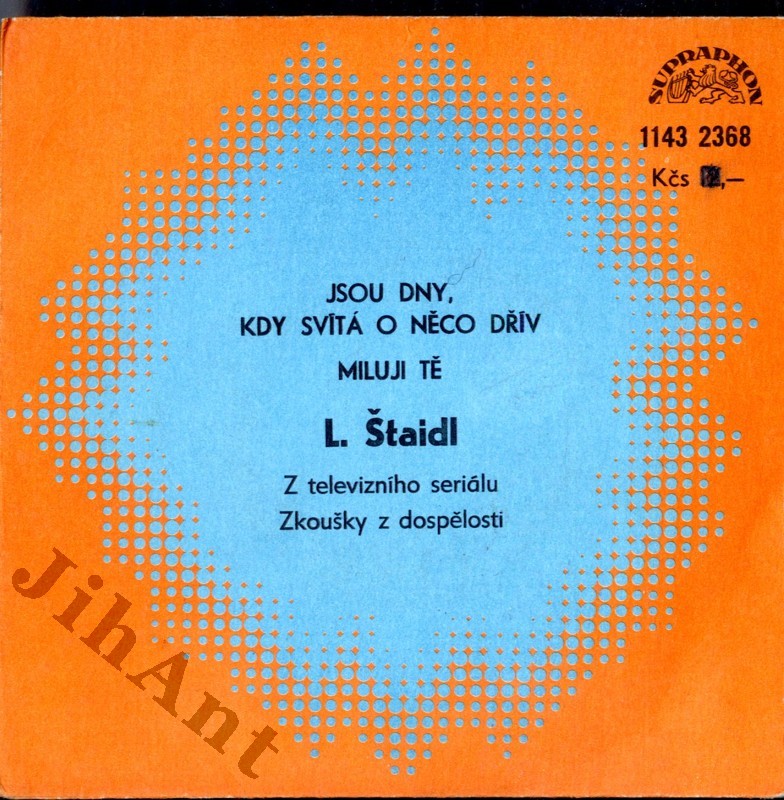 SUPRAPHON
1143 2368
Kčs ,–
JSOU DNY,
KDY SVÍTÁ O NĚCO DŘÍV
MILUJI TĚ
L. Štaidl
Z televizního seriálu
Zkoušky z dospělosti
JihAnt